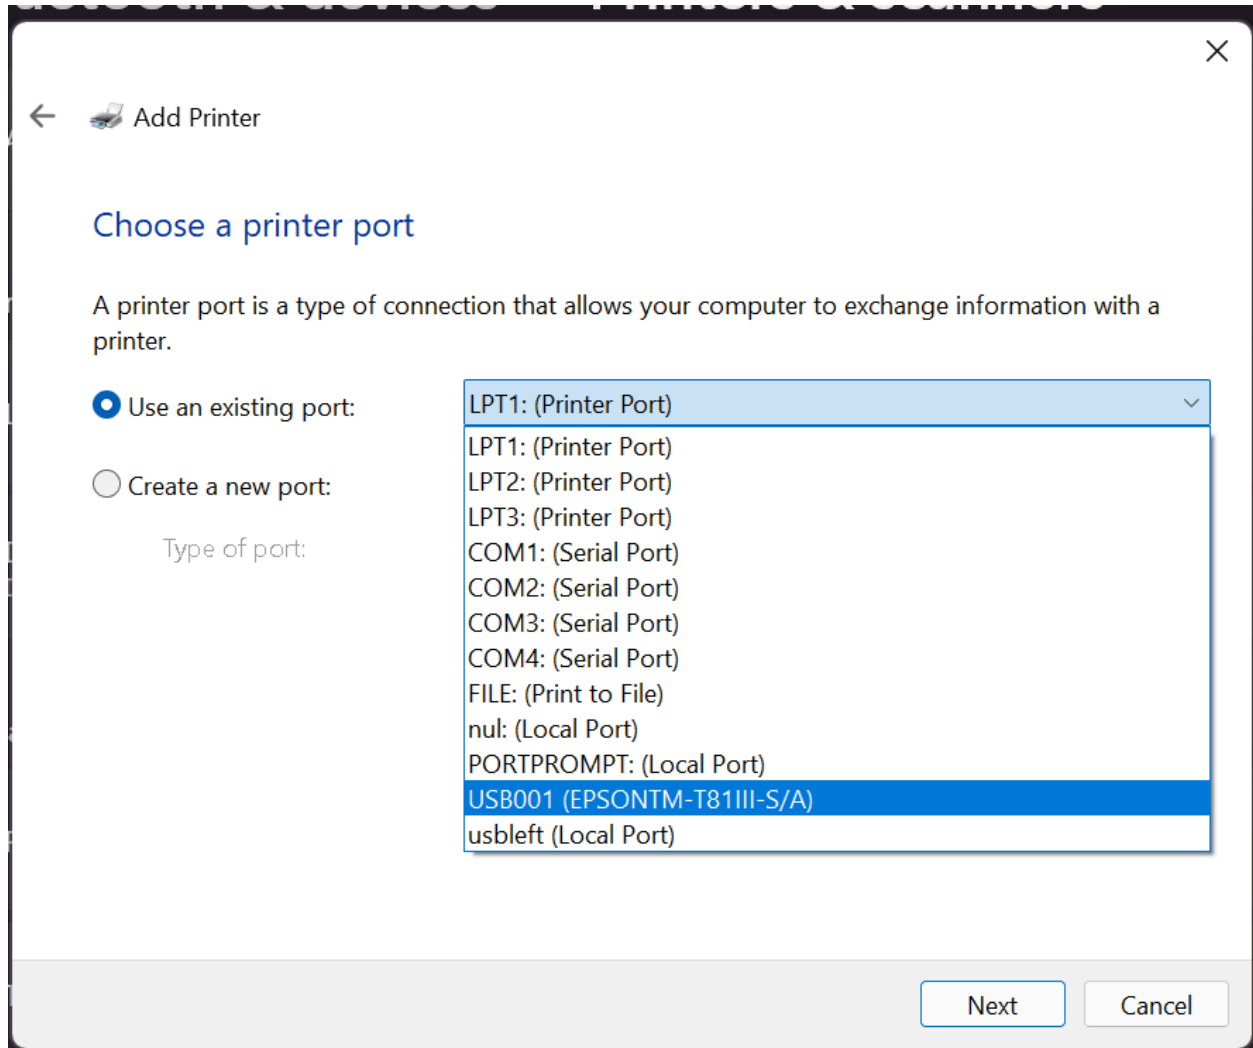 Add Printer
Choose a printer port
A printer port is a type of connection that allows your computer to exchange information with a
printer.
Use an existing port:
LPT1: (Printer Port)
LPT1: (Printer Port)
LPT2: (Printer Port)
LPT3: (Printer Port)
COM1: (Serial Port)
COM2: (Serial Port)
COM3: (Serial Port)
COM4: (Serial Port)
FILE: (Print to File)
nul: (Local Port)
PORTPROMPT: (Local Port)
USB001 (EPSONTM-T81III-S/A)
usbleft (Local Port)
Create a new port:
Type of port:
Next
Cancel